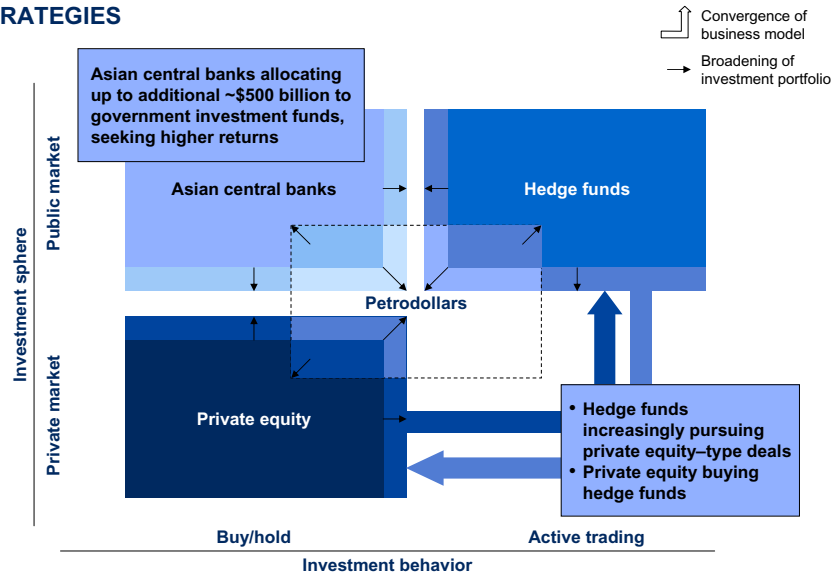 RATEGIES
Convergence of
business model
Broadening of
investment portfolio
Asian central banks allocating
up to additional ~$500 billion to
government investment funds,
seeking higher returns
Investment sphere
Public market
Private market
Asian central banks
Hedge funds
Petrodollars
Private equity
• Hedge funds
increasingly pursuing
private equity–type deals
• Private equity buying
hedge funds
Buy/hold
Active trading
Investment behavior